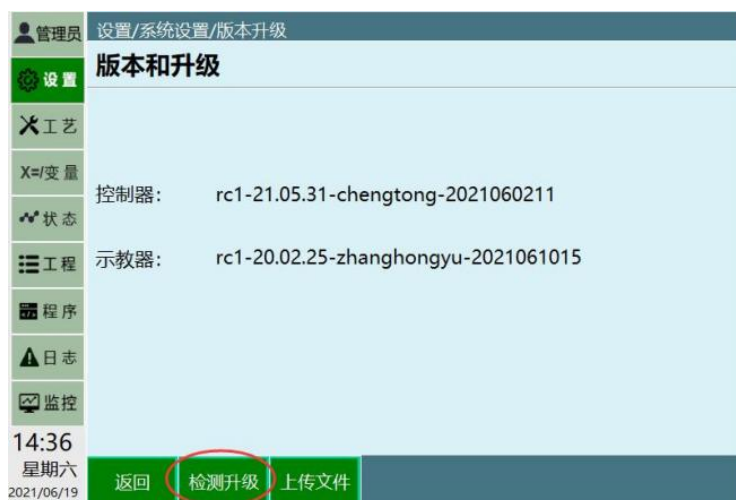 管理员
设置/系统设置/版本升级
设置
版本和升级
工艺
X=/变量
控制器: rc1-21.05.31-chengtong-2021060211
状态
示教器: rc1-20.02.25-zhanghongyu-2021061015
工程
程序
日志
监控
14:36
星期六
2021/06/19
返回 检测升级 上传文件